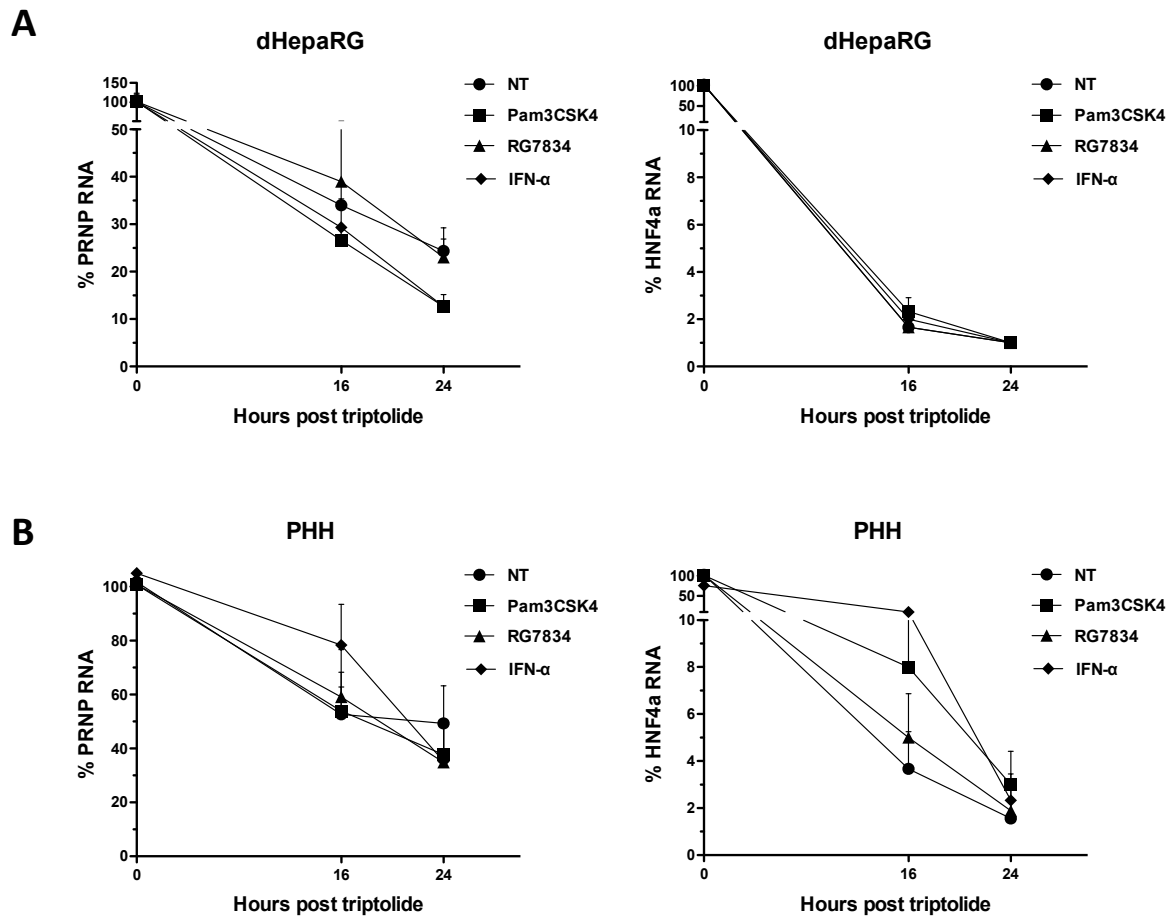 A
dHepaRG
% PRNP RNA
150
100
50
40
30
20
10
0
0
16
24
Hours post triptolide
NT
Pam3CSK4
RG7834
IFN-α
dHepaRG
% HNF4a RNA
100
50
10
8
6
4
2
0
0
16
24
Hours post triptolide
NT
Pam3CSK4
RG7834
IFN-α
B
PHH
% PRNP RNA
100
80
60
40
20
0
0
16
24
Hours post triptolide
NT
Pam3CSK4
RG7834
IFN-α
PHH
% HNF4a RNA
100
50
10
8
6
4
2
0
0
16
24
Hours post triptolide
NT
Pam3CSK4
RG7834
IFN-α